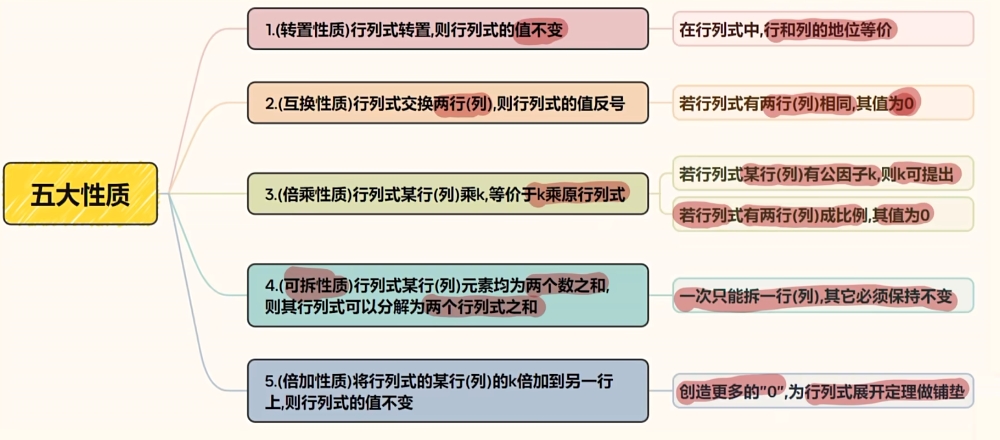 五大性质
1.(转置性质)行列式转置,则行列式的值不变
在行列式中,行和列的地位等价
2.(互换性质)行列式交换两行(列),则行列式的值反号
若行列式有两行(列)相同,其值为0
3.(倍乘性质)行列式某行(列)乘k,等价于k乘原行列式
若行列式某行(列)有公因子k,则k可提出
若行列式有两行(列)成比例,其值为0
4.(可拆性质)行列式某行(列)元素均为两个数之和,
则其行列式可以分解为两个行列式之和
一次只能拆一行(列),其它必须保持不变
5.(倍加性质)将行列式的某行(列)的k倍加到另一行
上,则行列式的值不变
创造更多的"0",为行列式展开定理做铺垫